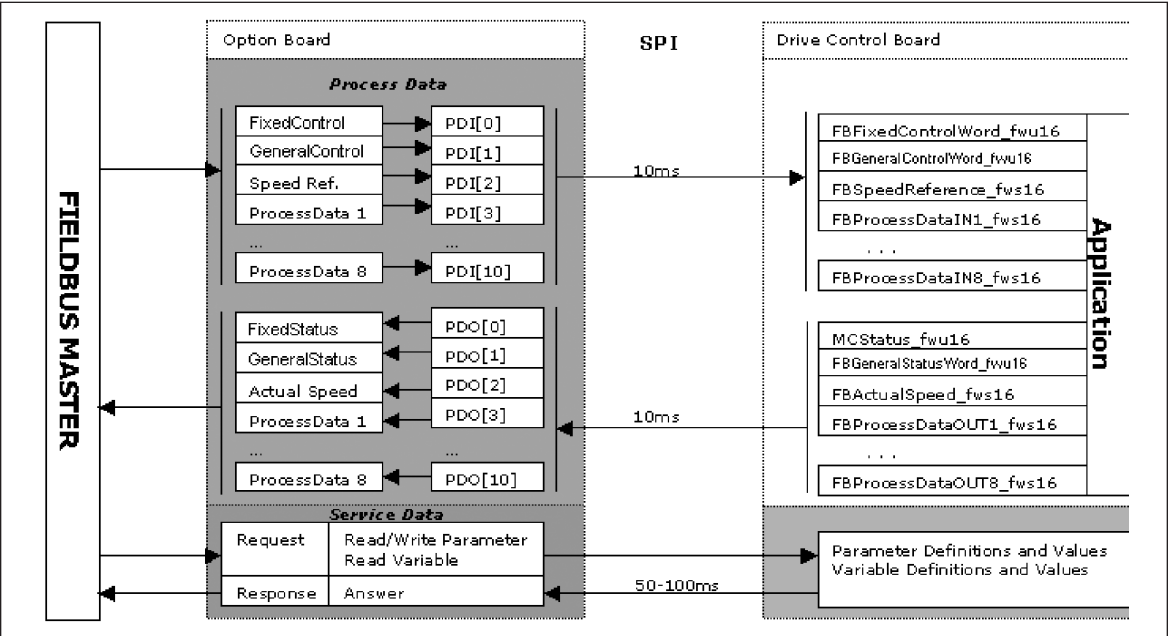 Option Board
SPI
Drive Control Board
Process Data
FixedControl
PDI[0]
GeneralControl
PDI[1]
Speed Ref.
PDI[2]
ProcessData 1
PDI[3]
...
...
ProcessData 8
PDI[10]
10ms
FBFixedControlWord_fwu16
FBGeneralControlWord_fwu16
FBSpeedReference_fws16
FBProcessDataIN1_fws16
. . .
FBProcessDataIN8_fws16
FIELDBUS MASTER
Application
FixedStatus
PDO[0]
GeneralStatus
PDO[1]
Actual Speed
PDO[2]
ProcessData 1
PDO[3]
...
...
ProcessData 8
PDO[10]
10ms
MCStatus_fwu16
FBGeneralStatusWord_fwu16
FBActualSpeed_fws16
FBProcessDataOUT1_fws16
. . .
FBProcessDataOUT8_fws16
Service Data
Request
Read/Write Parameter
Read Variable
Response
Answer
50-100ms
Parameter Definitions and Values
Variable Definitions and Values